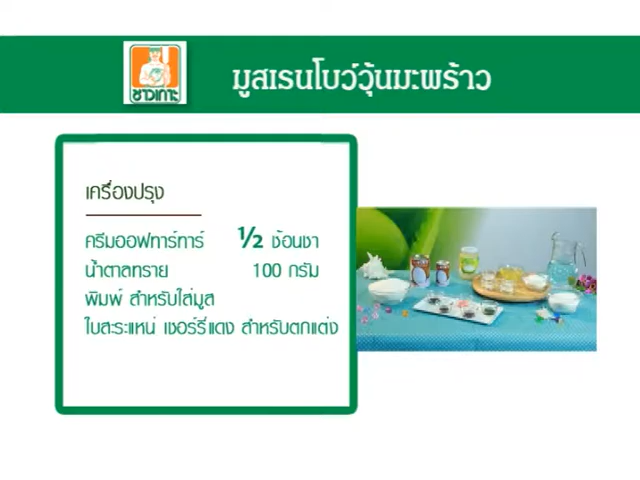 ชาวเกาะ
มูสเรนโบว์วุ้นมะพร้าว
เครื่องปรุง
ครีมออฟทาร์ทาร์ ½ ช้อนชา
น้ำตาลทราย 100 กรัม
พิมพ์ สำหรับใส่มูส
ใบสะระแหน่ เชอร์รี่แดง สำหรับตกแต่ง